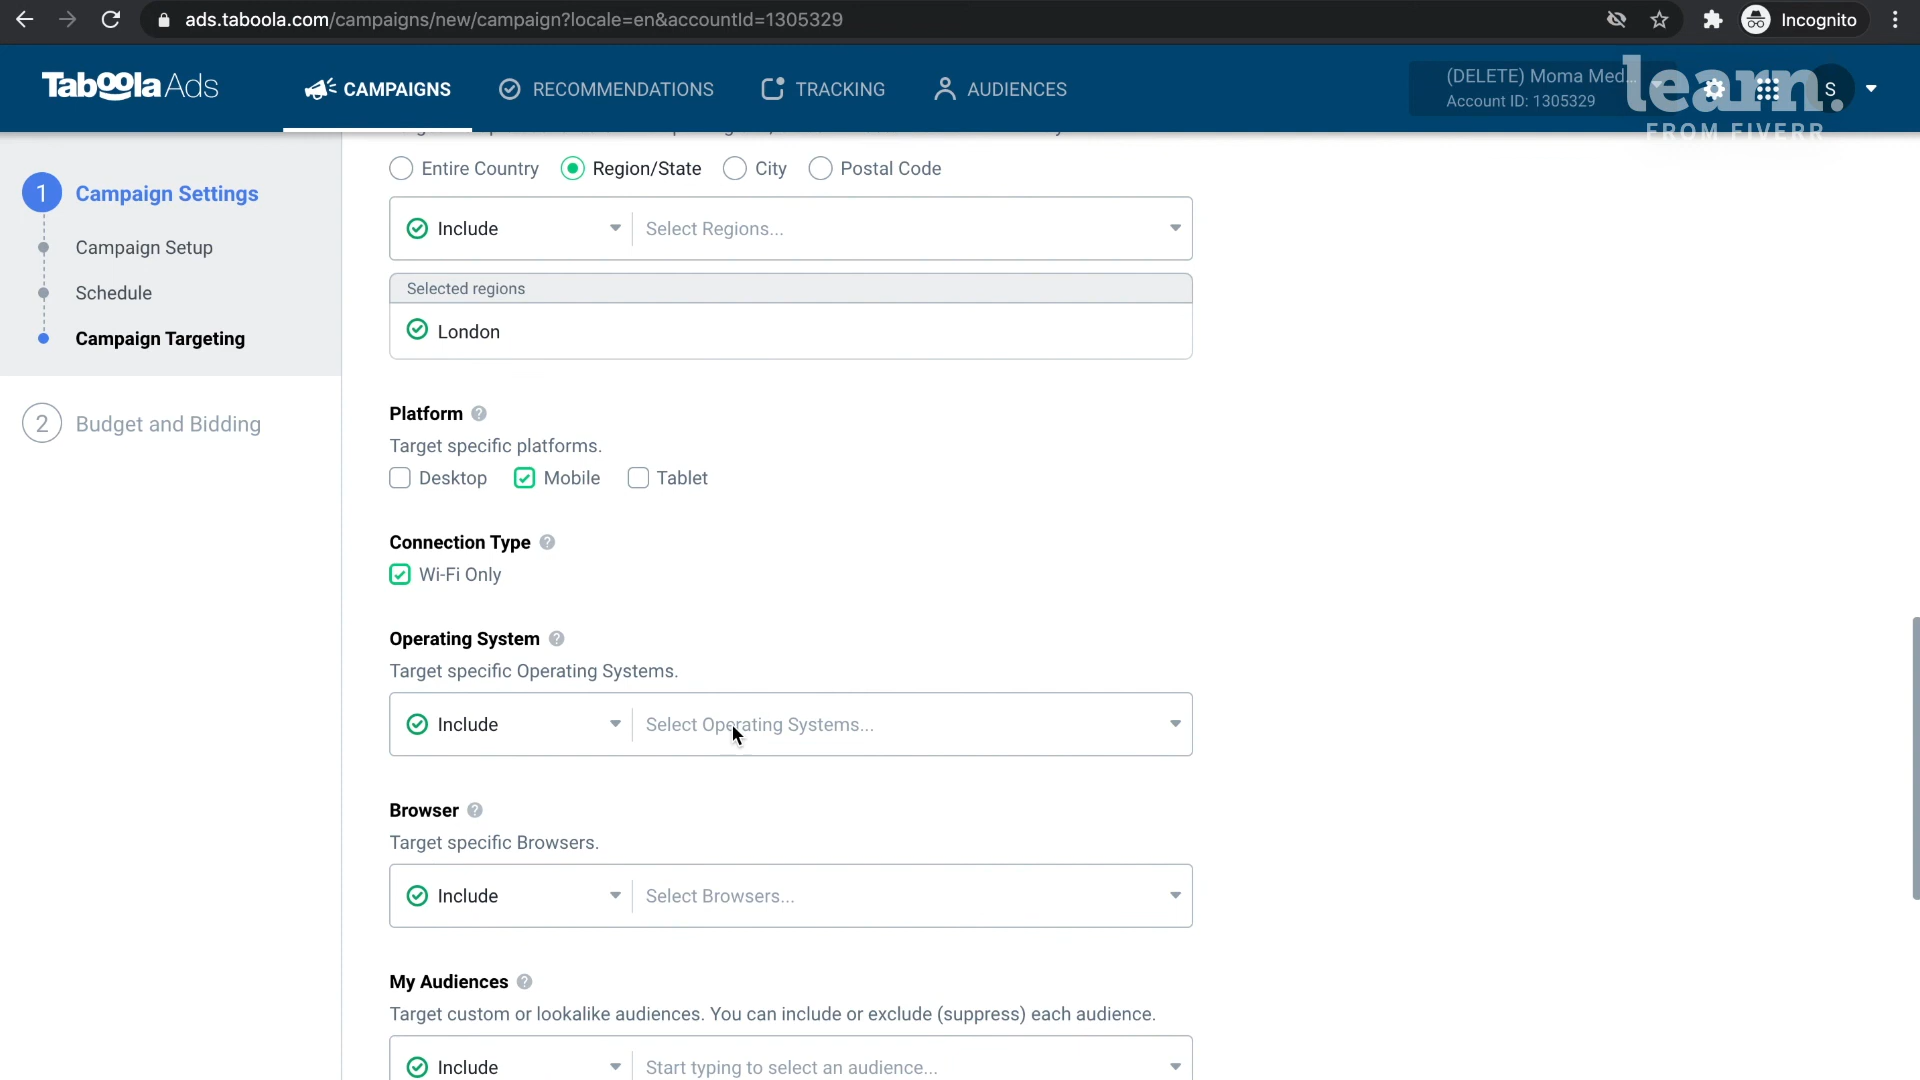 ads.taboola.com/campaigns/new/campaign?locale=en&accountId=1305329
Incognito
Taboola Ads
CAMPAIGNS
RECOMMENDATIONS
TRACKING
AUDIENCES
(DELETE) Moma Med...
Account ID: 1305329
S
learn.
FROM FIVERR
1 Campaign Settings
Campaign Setup
Schedule
Campaign Targeting
2 Budget and Bidding
Entire Country Region/State City Postal Code
Include Select Regions...
Selected regions
London
Platform ?
Target specific platforms.
Desktop Mobile Tablet
Connection Type ?
Wi-Fi Only
Operating System ?
Target specific Operating Systems.
Include Select Operating Systems...
Browser ?
Target specific Browsers.
Include Select Browsers...
My Audiences ?
Target custom or lookalike audiences. You can include or exclude (suppress) each audience.
Include Start typing to select an audience...